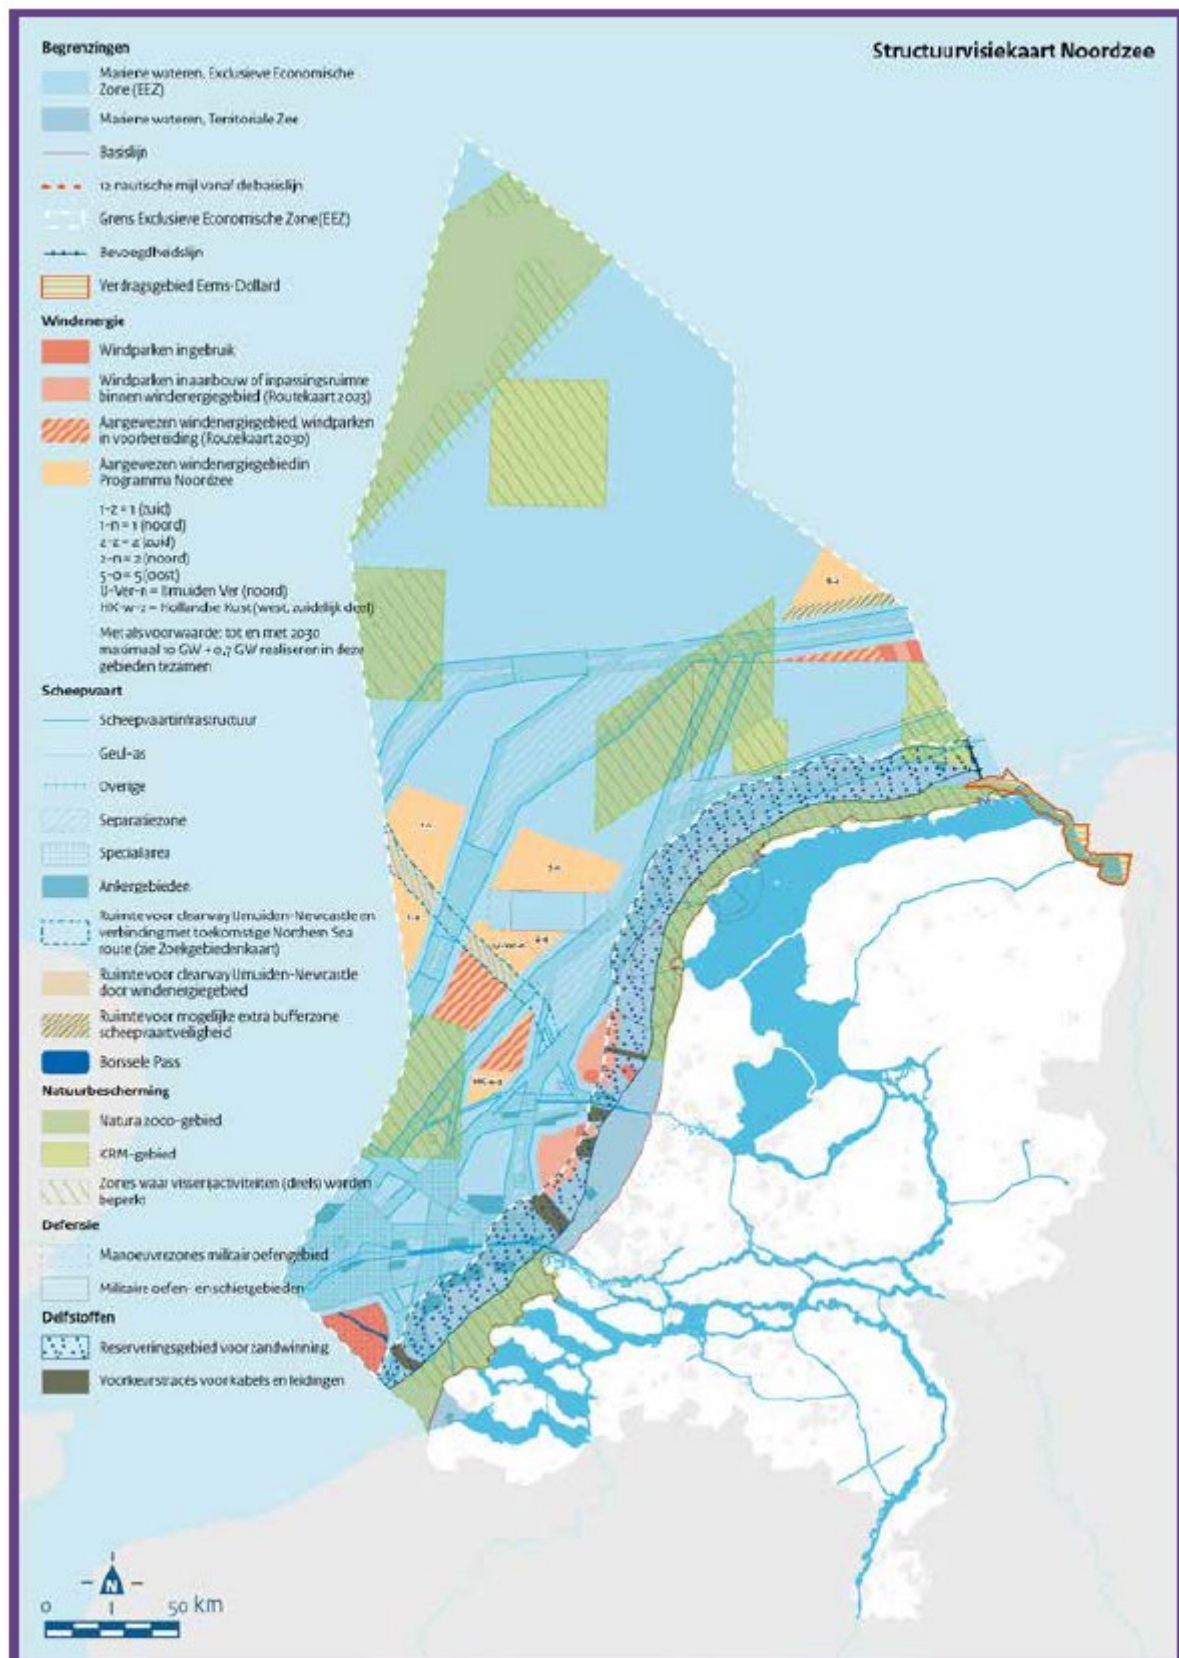 Structuurvisiekaart Noordzee
Begrenzingen
Mariene wateren, Exclusieve Economische
Zone (EEZ)
Mariene wateren, Territoriale Zee
Basislijn
12 nautische mijl vanaf de basislijn
Grens Exclusieve Economische Zone (EEZ)
Bevoegdheidslijn
Verdragsgebied Eems-Dollard
Windenergie
Windparken in gebruik
Windparken in aanbouw of inpassingsruimte
binnen windenergiegebied (Routekaart 2023)
Aangewezen windenergiegebied, windparken
in voorbereiding (Routekaart 2030)
Aangewezen windenergiegebied in
Programma Noordzee
1-z = 1 (zuid)
1-n = 1 (noord)
2-z = 2 (zuid)
2-n = 2 (noord)
5-o = 5 (oost)
IJ-Ver-n = IJmuiden Ver (noord)
HK-w-z = Hollandse Kust (west, zuidelijk deel)
Met als voorwaarde: tot en met 2030
maximaal 10 GW + 0,7 GW realiseren in deze
gebieden tezamen
Scheepvaart
Scheepvaartinfrastructuur
Geul-as
Overige
Separatiezone
Special area
Ankergebieden
Ruimte voor clearway IJmuiden-Newcastle en
verbinding met toekomstige Northern Sea
route (zie Zoekgebiedenkaart)
Ruimte voor clearway IJmuiden-Newcastle
door windenergiegebied
Ruimte voor mogelijke extra bufferzone
scheepvaartveiligheid
Borssele Pass
Natuurbescherming
Natura 2000-gebied
KRM-gebied
Zones waar visserijactiviteiten (deels) worden
beperkt
Defensie
Manoeuvrezones militair oefengebied
Militaire oefen- en schietgebieden
Delfstoffen
Reserveringsgebied voor zandwinning
Voorkeurstracés voor kabels en leidingen
N
0 50 km